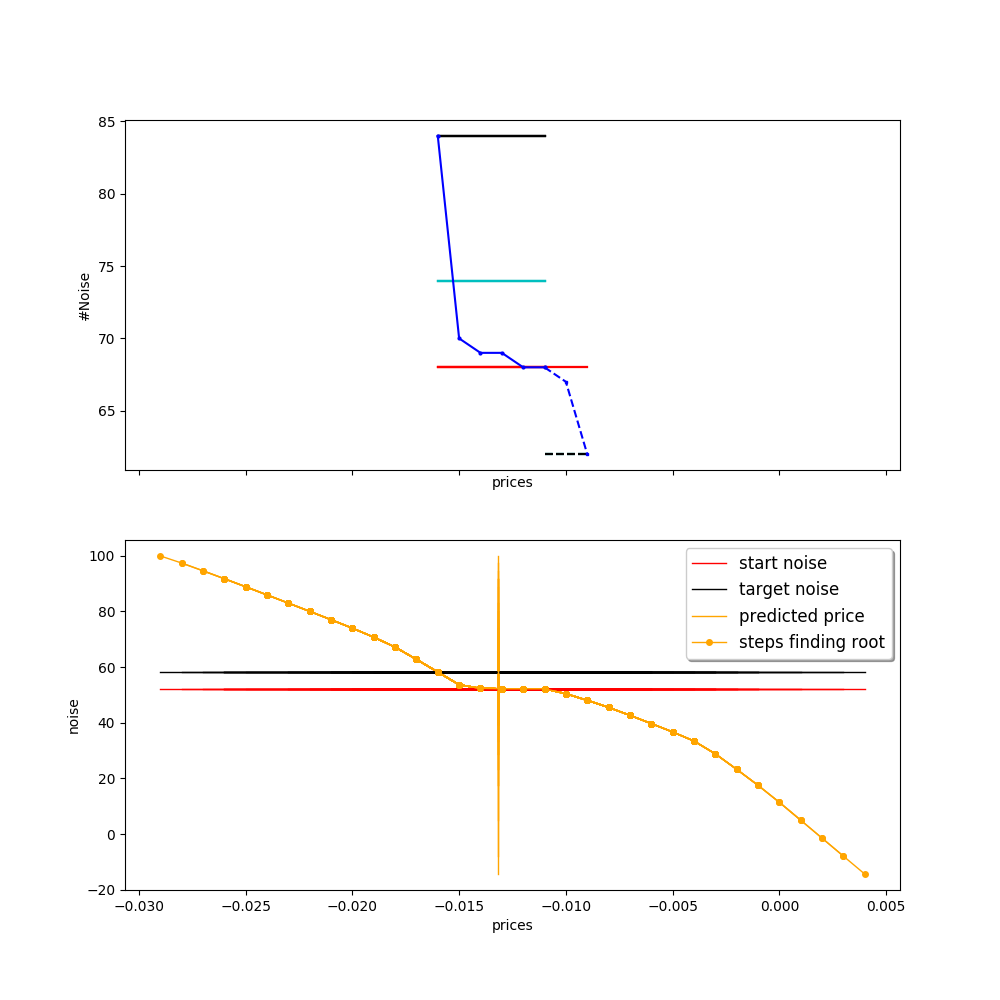 85
80
75
70
65
#Noise
prices
100
80
60
40
20
0
−20
noise
start noise
target noise
predicted price
steps finding root
−0.030 −0.025 −0.020 −0.015 −0.010 −0.005 0.000 0.005
prices